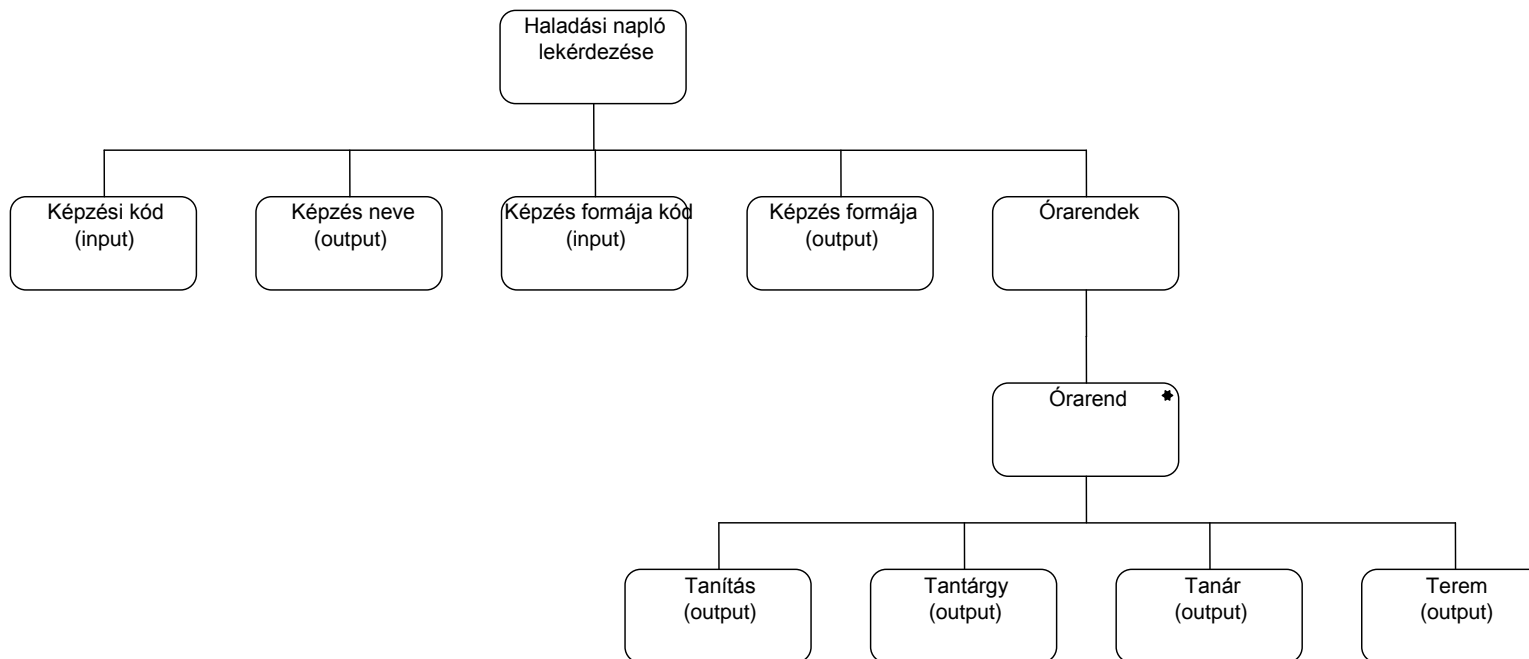 Haladási napló
lekérdezése
Képzési kód
(input)
Képzés neve
(output)
Képzés formája kód
(input)
Képzés formája
(output)
Órarendek
Órarend
Tanítás
(output)
Tantárgy
(output)
Tanár
(output)
Terem
(output)